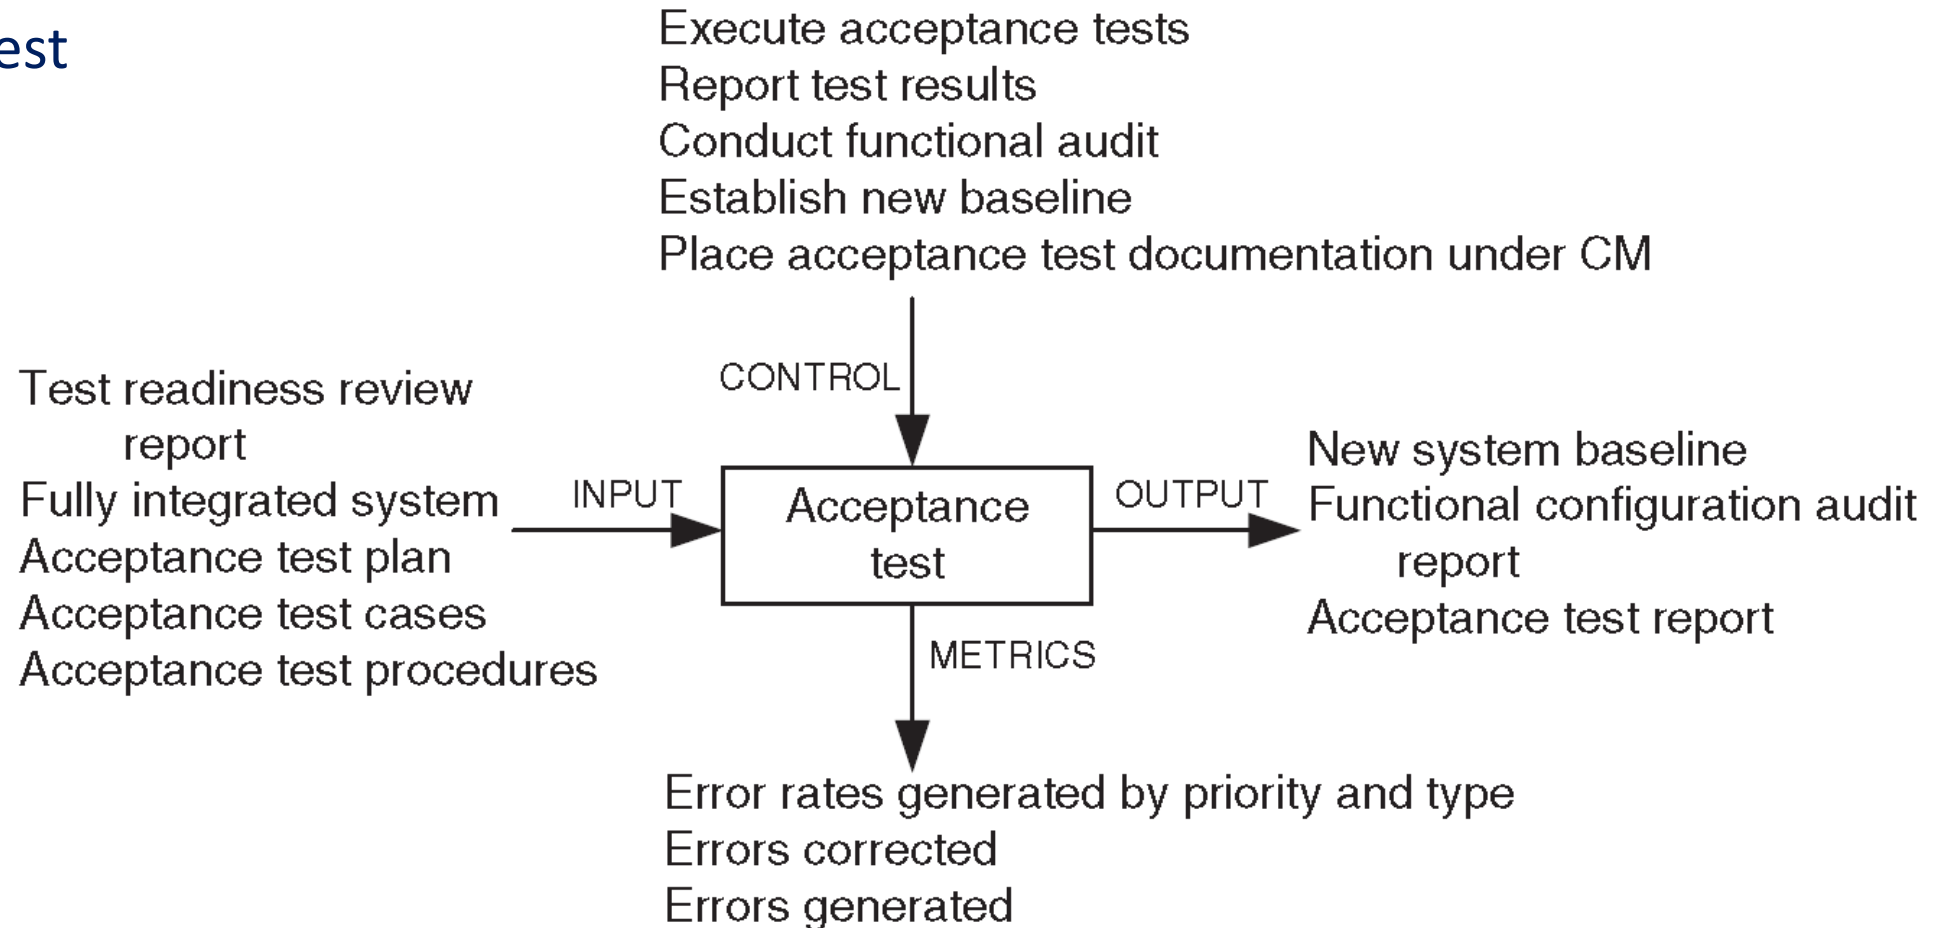 est
Execute acceptance tests
Report test results
Conduct functional audit
Establish new baseline
Place acceptance test documentation under CM
CONTROL
Test readiness review
report
Fully integrated system
Acceptance test plan
Acceptance test cases
Acceptance test procedures
INPUT
Acceptance
test
OUTPUT
New system baseline
Functional configuration audit
report
Acceptance test report
METRICS
Error rates generated by priority and type
Errors corrected
Errors generated